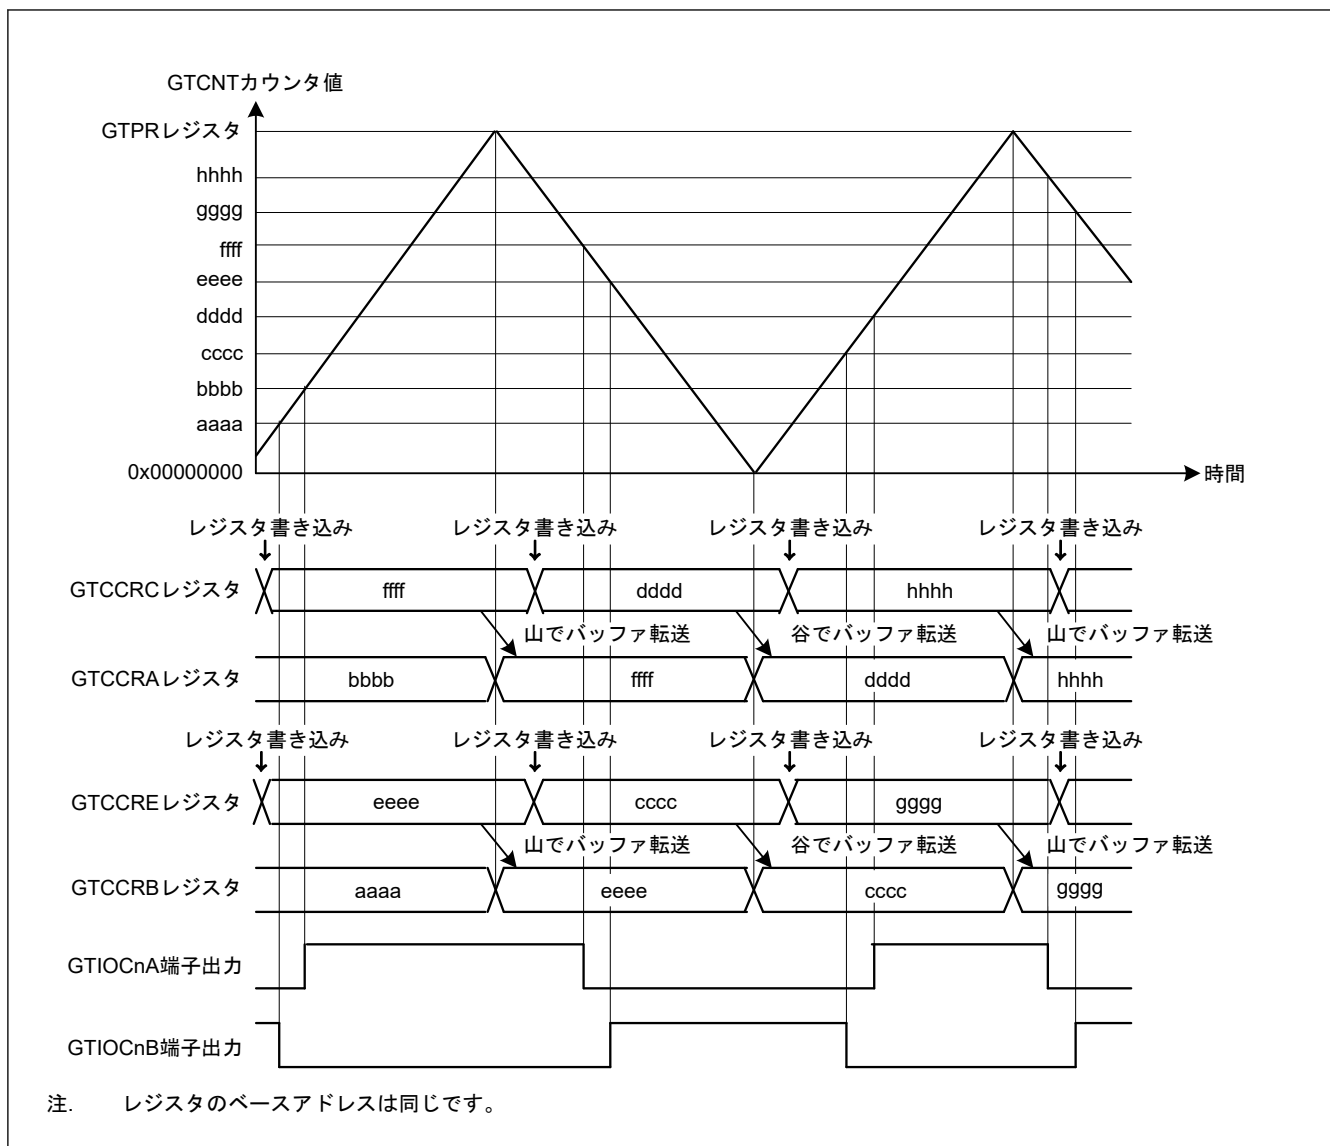 GTCNTカウンタ値
GTPRレジスタ
hhhh
gggg
ffff
eeee
dddd
cccc
bbbb
aaaa
0x00000000
時間
レジスタ書き込み レジスタ書き込み レジスタ書き込み レジスタ書き込み
GTCCRCレジスタ ffff dddd hhhh
山でバッファ転送 谷でバッファ転送 山でバッファ転送
GTCCRAレジスタ bbbb ffff dddd hhhh
レジスタ書き込み レジスタ書き込み レジスタ書き込み レジスタ書き込み
GTCCREレジスタ eeee cccc gggg
山でバッファ転送 谷でバッファ転送 山でバッファ転送
GTCCRBレジスタ aaaa eeee cccc gggg
GTIOCnA端子出力
GTIOCnB端子出力
注. レジスタのベースアドレスは同じです。